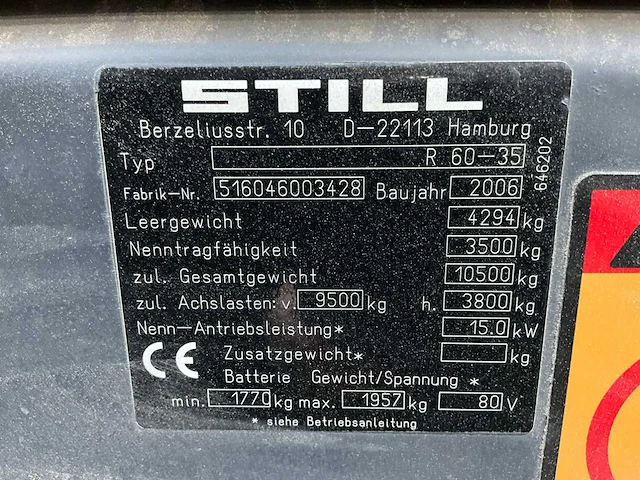 STILL
Berzeliusstr. 10 D-22113 Hamburg
Typ R 60-35
Fabrik-Nr. 516046003428 Baujahr 2006
Leergewicht 4294 kg
Nenntragfähigkeit 3500 kg
zul. Gesamtgewicht 10500 kg
zul. Achslasten: v. 9500 kg h. 3800 kg
Nenn-Antriebsleistung* 15.0 kW
CE Zusatzgewicht* kg
Batterie Gewicht/Spannung *
min. 1770 kg max. 1957 kg 80 V
* siehe Betriebsanleitung
646202